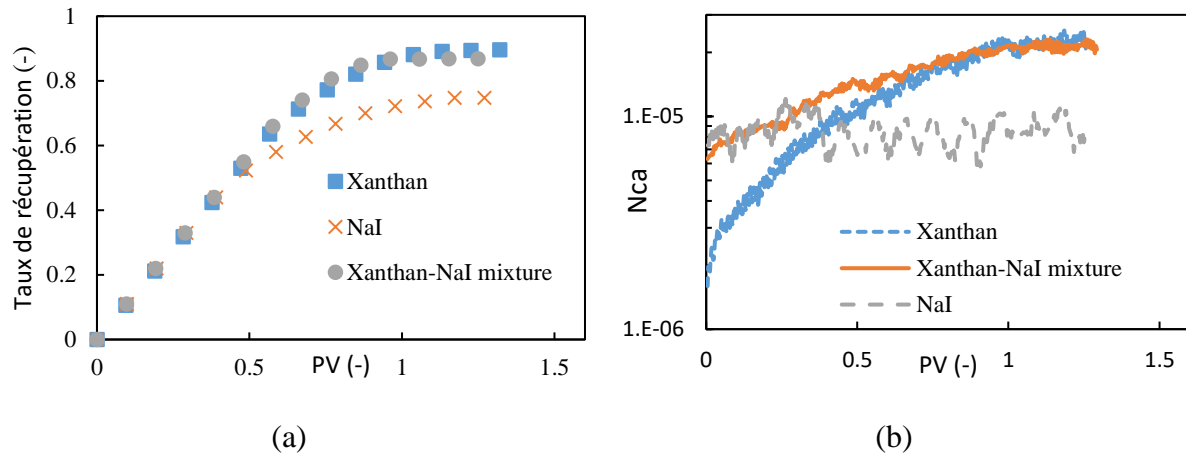 Taux de récupération (-)
1
0.8
0.6
0.4
0.2
0
0
0.5
1
1.5
PV (-)
Xanthan
NaI
Xanthan-NaI mixture
(a)
Nca
1.E-05
1.E-06
0
0.5
1
1.5
PV (-)
Xanthan
Xanthan-NaI mixture
NaI
(b)